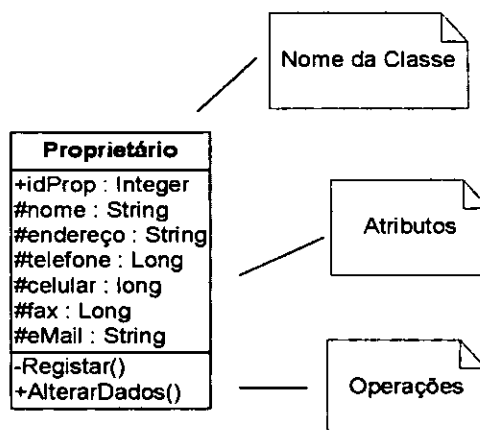 Nome da Classe
Proprietário
+idProp : Integer
#nome : String
#endereço : String
#telefone : Long
#celular : long
#fax : Long
#eMail : String
Atributos
-Registar()
+AlterarDados()
Operações